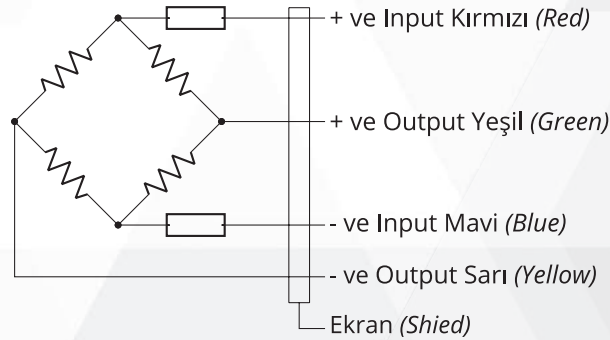 + ve Input Kırmızı (Red)
+ ve Output Yeşil (Green)
- ve Input Mavi (Blue)
- ve Output Sarı (Yellow)
Ekran (Shied)